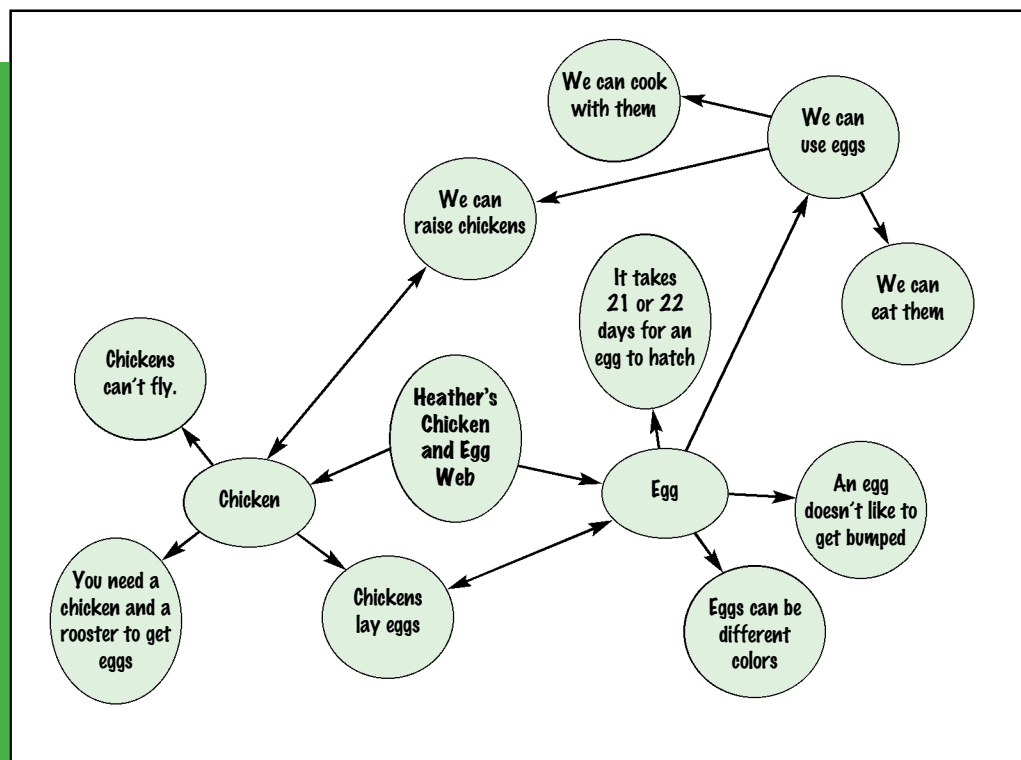 We can cook
with them
We can
use eggs
We can
raise chickens
It takes
21 or 22
days for an
egg to hatch
We can
eat them
Chickens
can't fly.
Heather's
Chicken
and Egg
Web
Chicken
Egg
An egg
doesn't like to
get bumped
You need a
chicken and a
rooster to get
eggs
Chickens
lay eggs
Eggs can be
different
colors